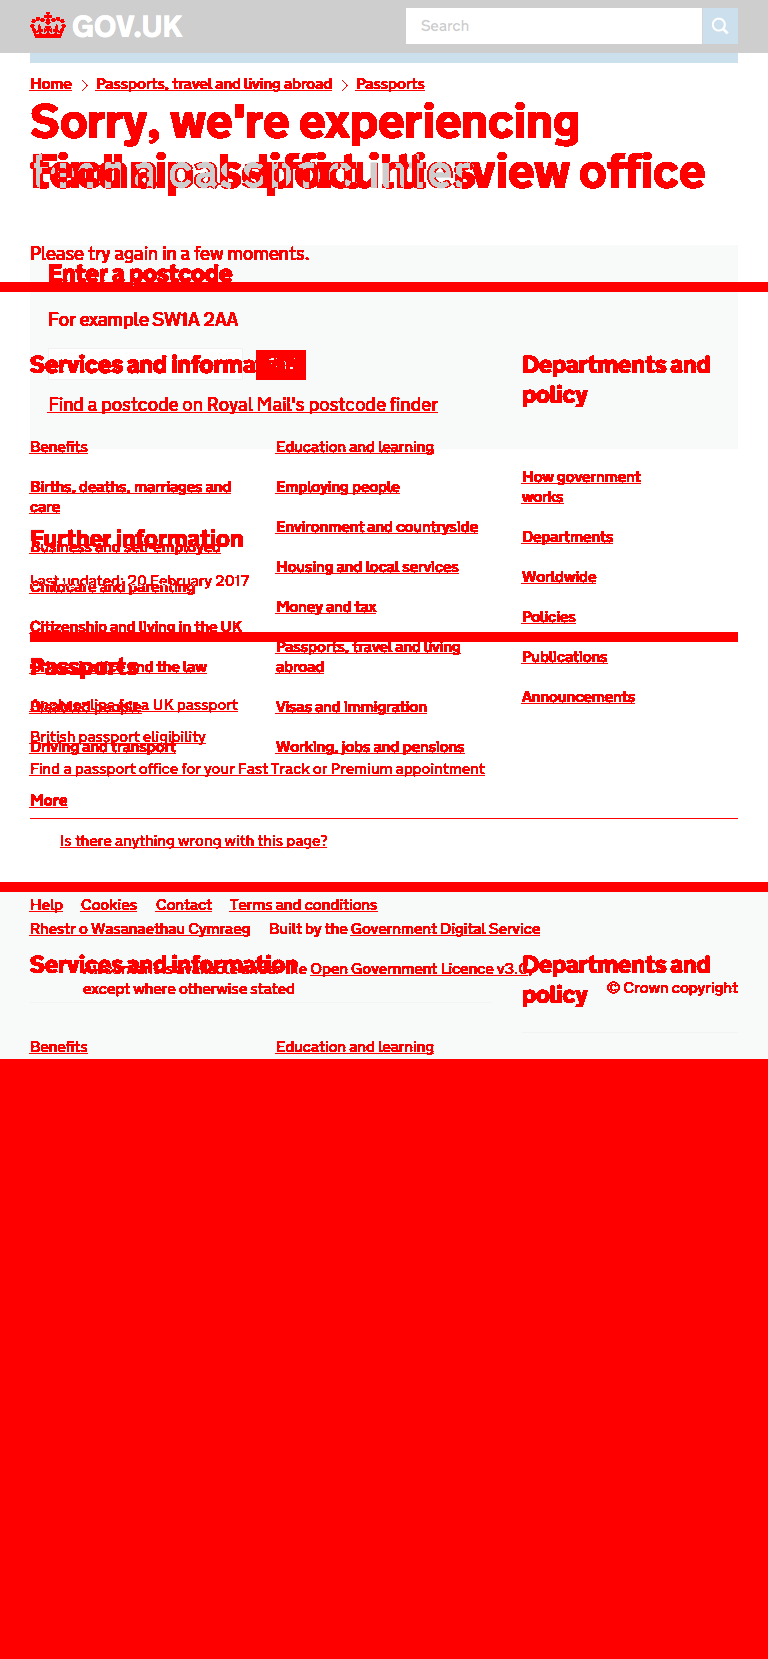 GOV.UK
Search
Home Passports, travel and living abroad Passports
Sorry, we're experiencing
technical difficulties
Find a passport interview office
Please try again in a few moments.
Enter a postcode
For example SW1A 2AA
Services and information
Departments and
policy
Find a postcode on Royal Mail's postcode finder
Benefits
Births, deaths, marriages and
care
Business and self-employed
Childcare and parenting
Citizenship and living in the UK
and the law
Disabled people
Driving and transport
Education and learning
Employing people
Environment and countryside
Housing and local services
Money and tax
Passports, travel and living
abroad
Visas and immigration
Working, jobs and pensions
How government
works
Departments
Worldwide
Policies
Publications
Announcements
Further information
Last updated: 20 February 2017
Passports
Apply online for a UK passport
British passport eligibility
Find a passport office for your Fast Track or Premium appointment
More
Is there anything wrong with this page?
Help Cookies Contact Terms and conditions
Rhestr o Wasanaethau Cymraeg Built by the Government Digital Service
Services and information
Open Government Licence v3.0,
except where otherwise stated
Departments and
policy
© Crown copyright
Benefits
Education and learning